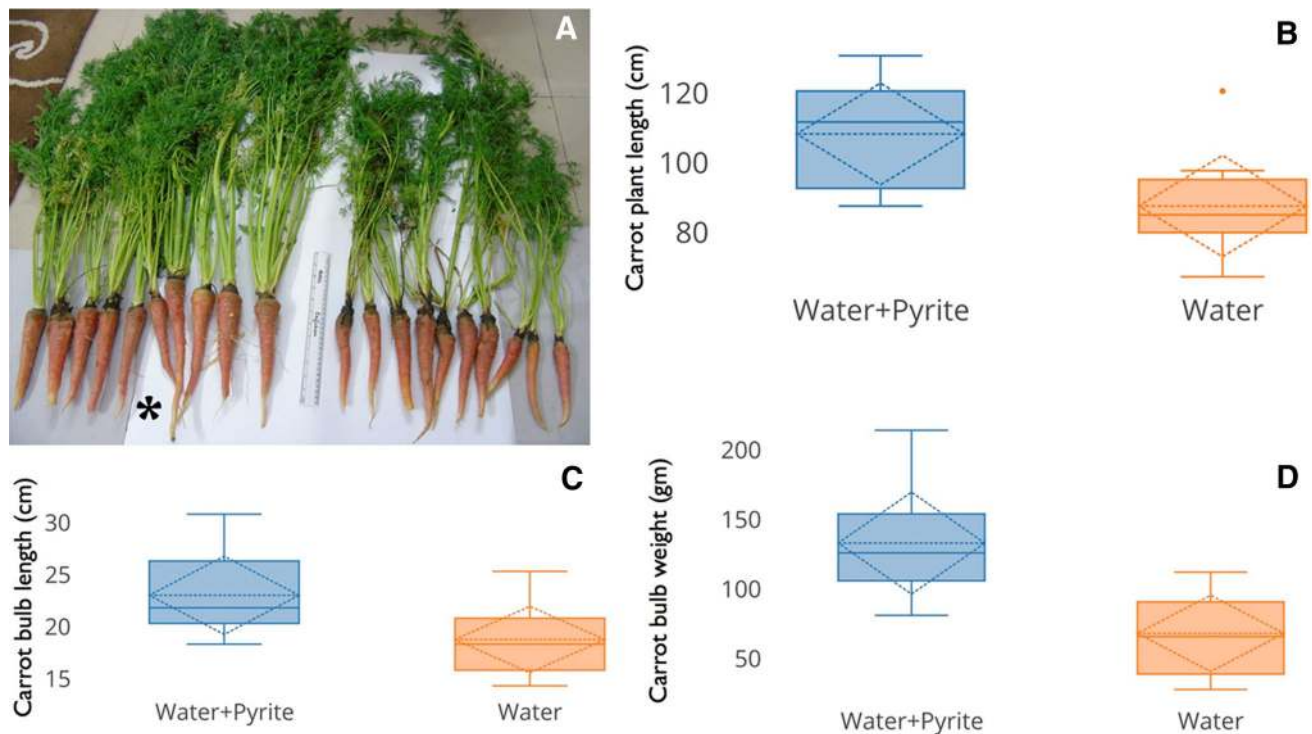 A
*
B
Carrot plant length (cm)
120
100
80
Water+Pyrite
Water
C
Carrot bulb length (cm)
30
25
20
15
Water+Pyrite
Water
D
Carrot bulb weight (gm)
200
150
100
50
Water+Pyrite
Water